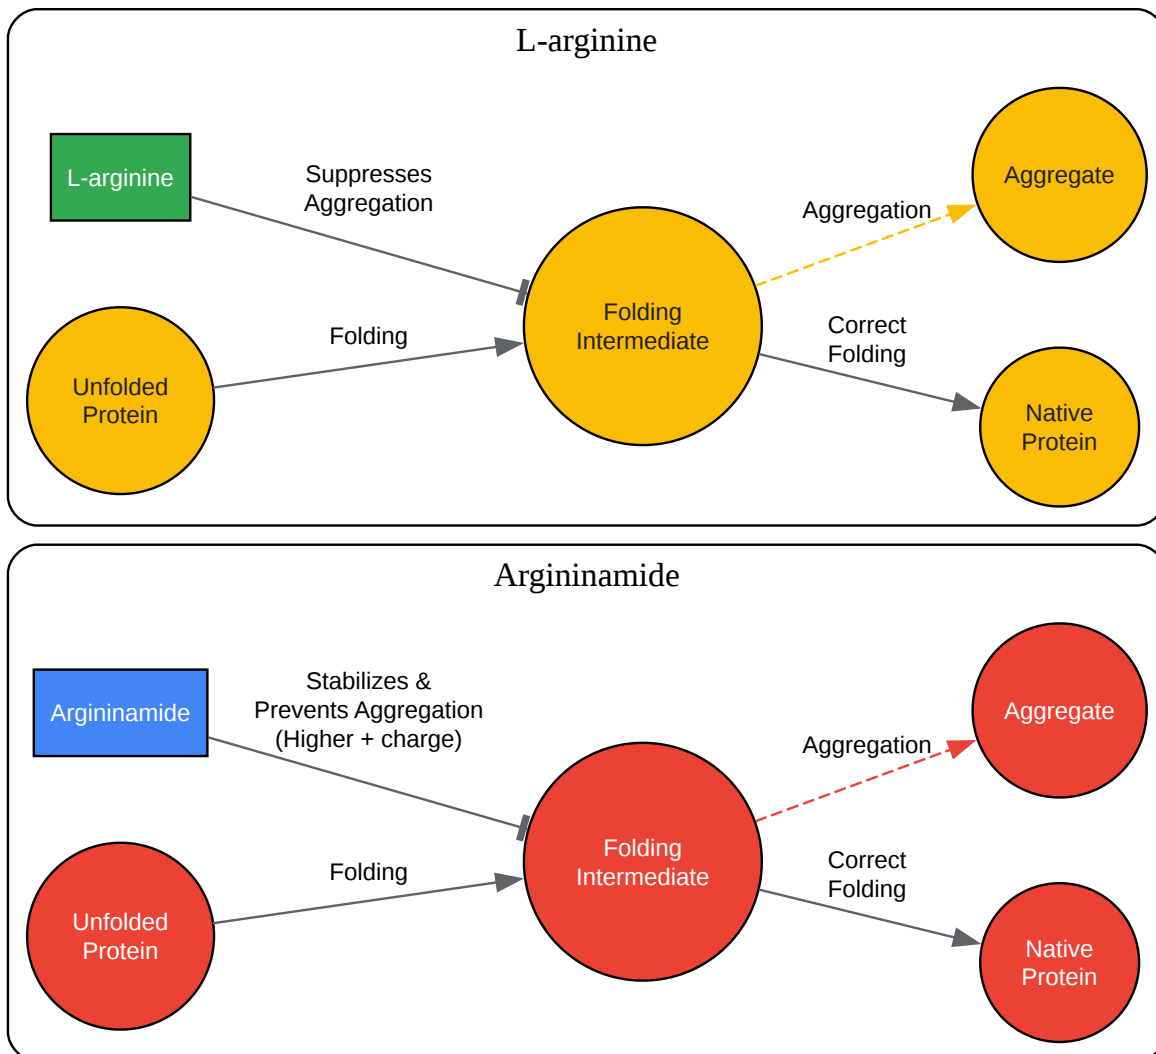 L-arginine
L-arginine
Suppresses
Aggregation
Aggregate
Aggregation
Folding
Intermediate
Folding
Correct
Folding
Unfolded
Protein
Native
Protein
Argininamide
Argininamide
Stabilizes &
Prevents Aggregation
(Higher + charge)
Aggregate
Aggregation
Folding
Intermediate
Folding
Correct
Folding
Unfolded
Protein
Native
Protein